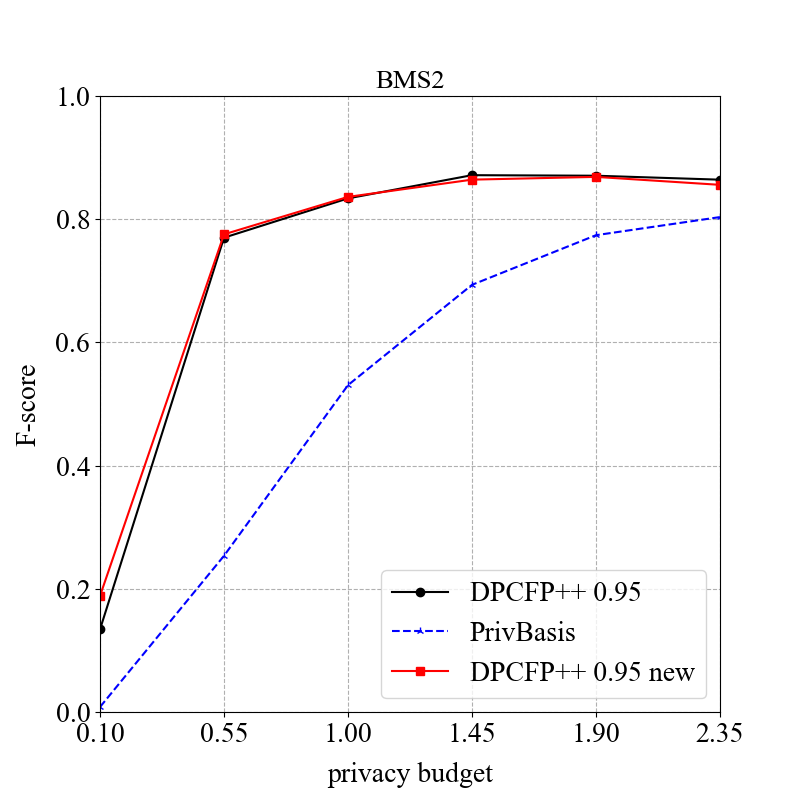 BMS2
1.0
0.8
0.6
0.4
0.2
0.0
F-score
DPCFP++ 0.95
PrivBasis
DPCFP++ 0.95 new
0.10 0.55 1.00 1.45 1.90 2.35
privacy budget